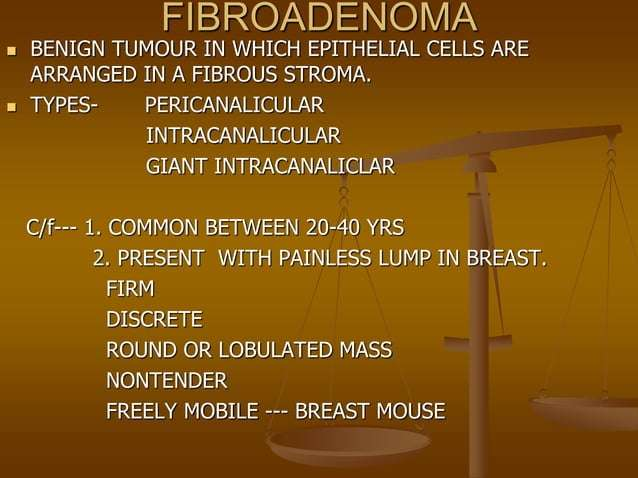 FIBROADENOMA
BENIGN TUMOUR IN WHICH EPITHELIAL CELLS ARE
ARRANGED IN A FIBROUS STROMA.
TYPES- PERICANALICULAR
INTRACANALICULAR
GIANT INTRACANALICLAR
C/f--- 1. COMMON BETWEEN 20-40 YRS
2. PRESENT WITH PAINLESS LUMP IN BREAST.
FIRM
DISCRETE
ROUND OR LOBULATED MASS
NONTENDER
FREELY MOBILE --- BREAST MOUSE